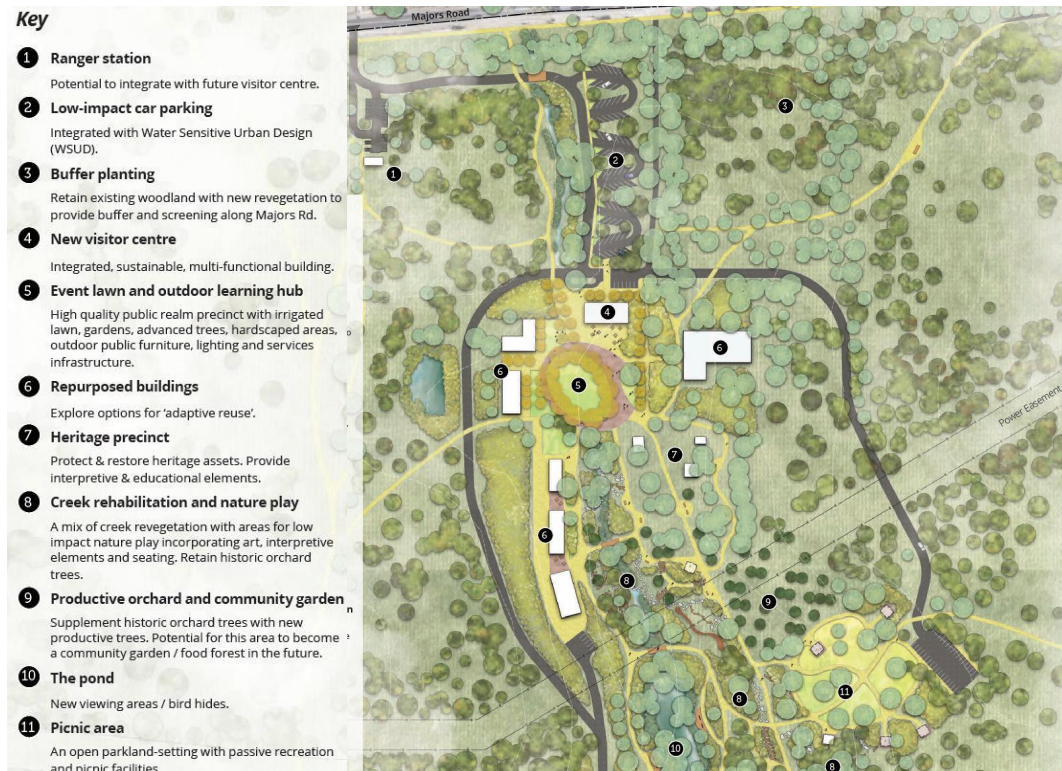 Key
1 Ranger station
Potential to integrate with future visitor centre.
2 Low-impact car parking
Integrated with Water Sensitive Urban Design
(WSUD).
3 Buffer planting
Retain existing woodland with new revegetation to
provide buffer and screening along Majors Rd.
4 New visitor centre
Integrated, sustainable, multi-functional building.
5 Event lawn and outdoor learning hub
High quality public realm precinct with irrigated
lawn, gardens, advanced trees, hardscaped areas,
outdoor public furniture, lighting and services
infrastructure.
6 Repurposed buildings
Explore options for ‘adaptive reuse’.
7 Heritage precinct
Protect & restore heritage assets. Provide
interpretive & educational elements.
8 Creek rehabilitation and nature play
A mix of creek revegetation with areas for low
impact nature play incorporating art, interpretive
elements and seating. Retain historic orchard
trees.
9 Productive orchard and community garden
Supplement historic orchard trees with new
productive trees. Potential for this area to become
a community garden / food forest in the future.
10 The pond
New viewing areas / bird hides.
11 Picnic area
An open parkland-setting with passive recreation
and picnic facilities
Majors Road
3
2
1
4
6
6
5
Power Easement
7
6
8
9
11
8
10
8